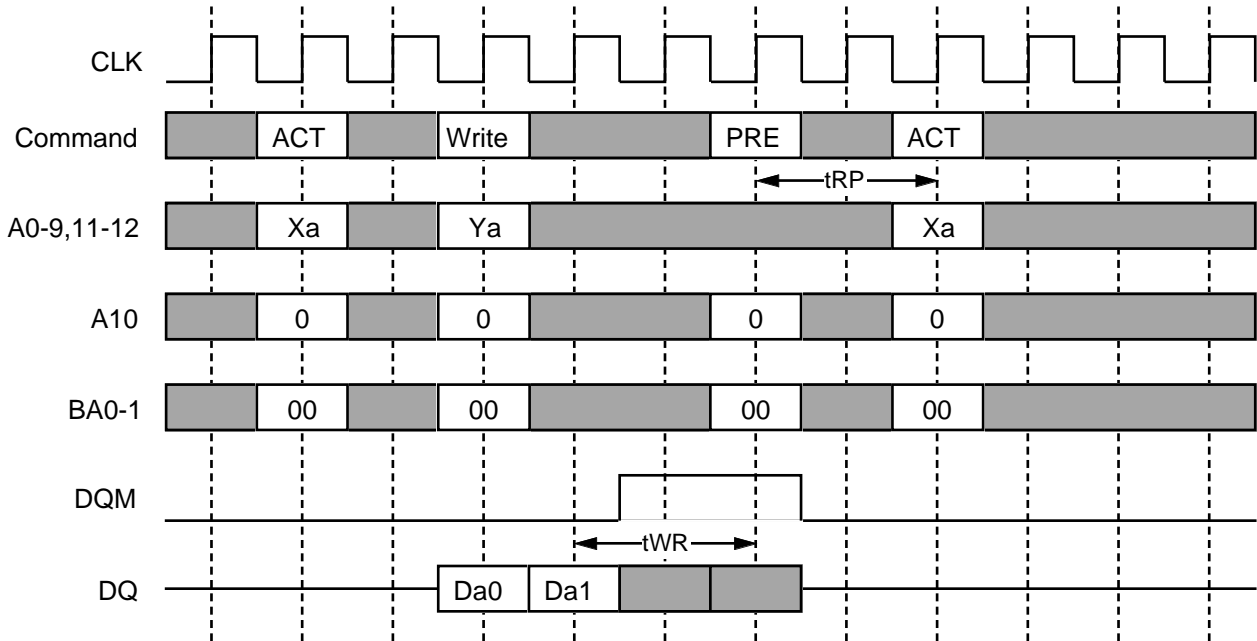 CLK
Command ACT Write PRE ACT
tRP
A0-9,11-12 Xa Ya Xa
A10 0 0 0 0
BA0-1 00 00 00 00
DQM
tWR
DQ Da0 Da1